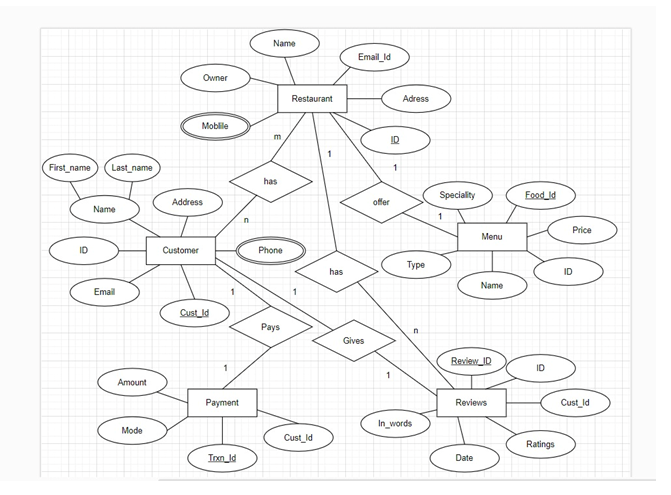 Name
Email_Id
Owner
Restaurant
Adress
Moblile
ID
m
1
1
First_name
Last_name
has
offer
Speciality
Food_Id
Name
Address
n
1
Price
Menu
ID
Customer
Phone
Type
has
ID
Email
Name
1
1
Cust_Id
Pays
Gives
n
Review_ID
ID
1
1
Amount
Payment
Reviews
Cust_Id
Mode
In_words
Cust_Id
Ratings
Trxn_Id
Date